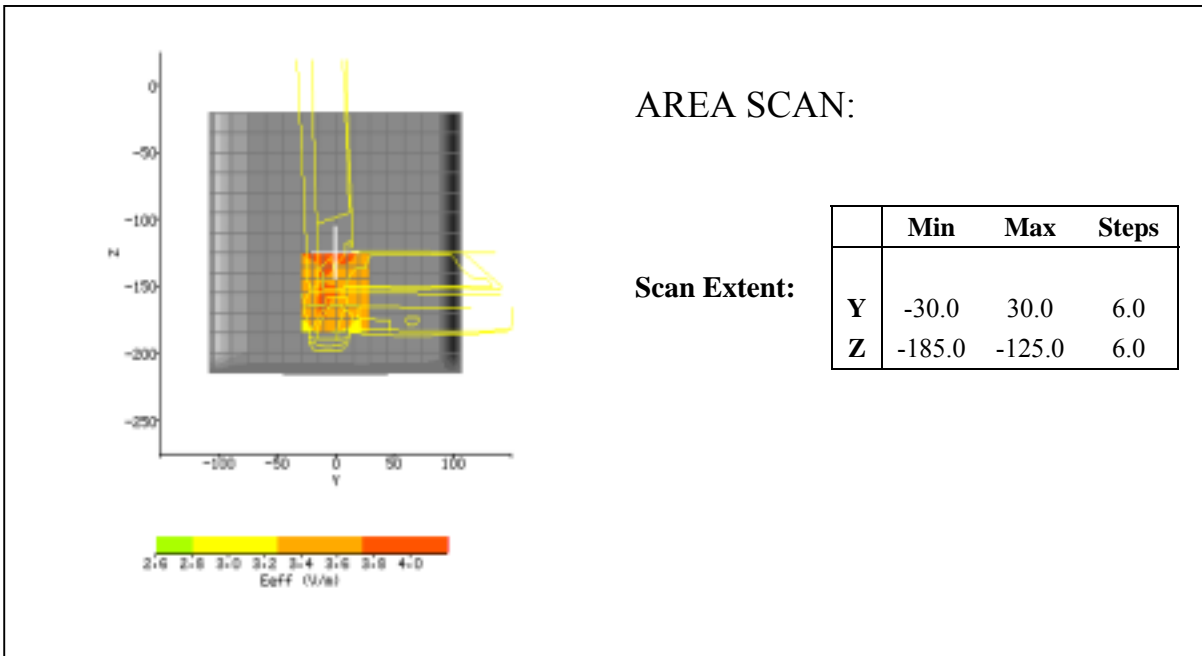 AREA SCAN:
Min Max Steps
Scan Extent:
Y -30.0 30.0 6.0
Z -185.0 -125.0 6.0
0
-50
-100
Z
-150
-200
-250
-100 -50 0 50 100
Y
2.6 2.8 3.0 3.2 3.4 3.6 3.8 4.0
Eeff (V/m)